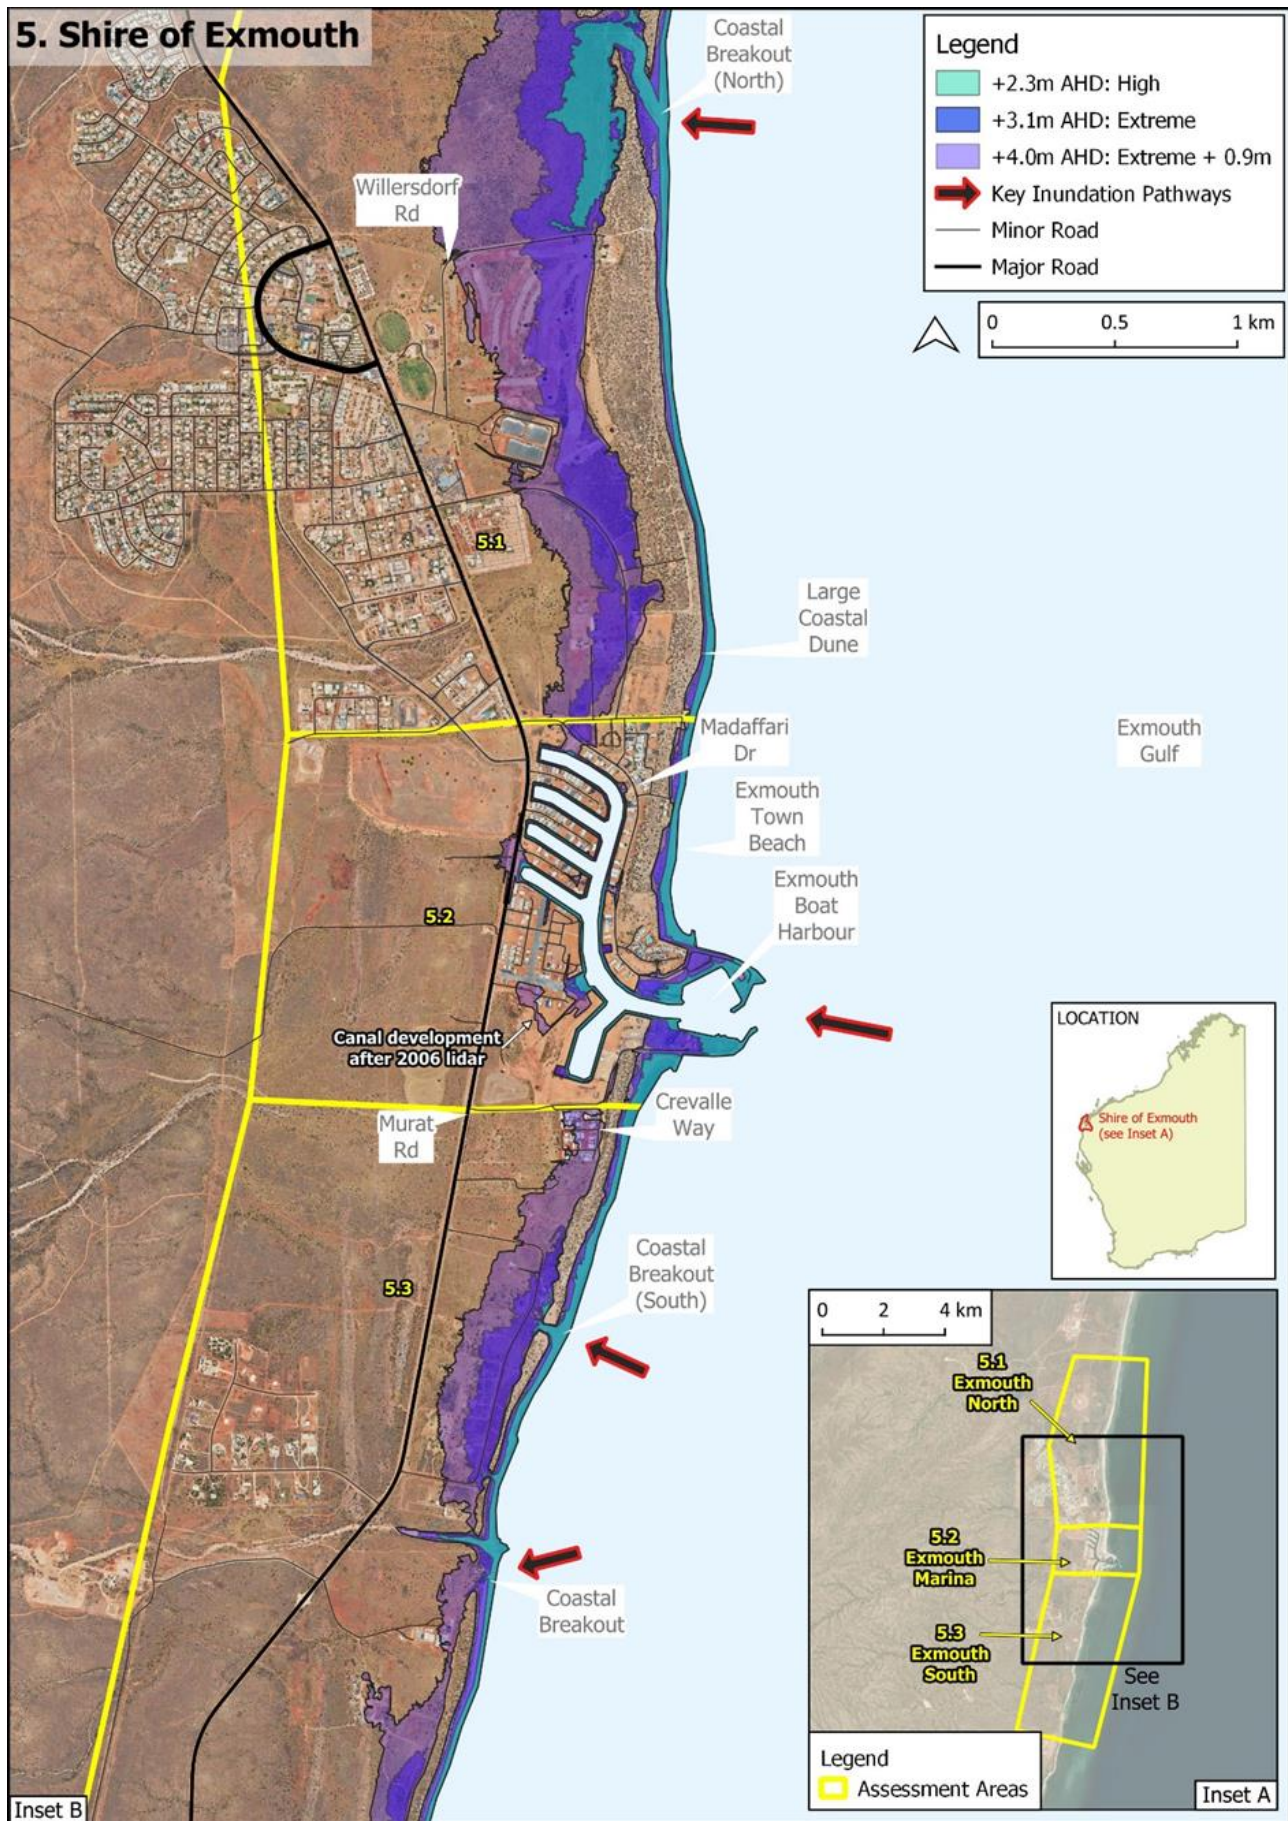 5. Shire of Exmouth
Coastal
Breakout
(North)
Legend
+2.3m AHD: High
+3.1m AHD: Extreme
+4.0m AHD: Extreme + 0.9m
Key Inundation Pathways
Minor Road
Major Road
0 0.5 1 km
Willersdorf
Rd
5.1
Large
Coastal
Dune
Madaffari
Dr
Exmouth
Gulf
Exmouth
Town
Beach
Exmouth
Boat
Harbour
5.2
Canal development
after 2006 lidar
Murat
Rd
Crevalle
Way
LOCATION
Shire of Exmouth
(see Inset A)
Coastal
Breakout
(South)
5.3
Coastal
Breakout
0 2 4 km
5.1
Exmouth
North
5.2
Exmouth
Marina
5.3
Exmouth
South
See
Inset B
Legend
Assessment Areas
Inset A
Inset B